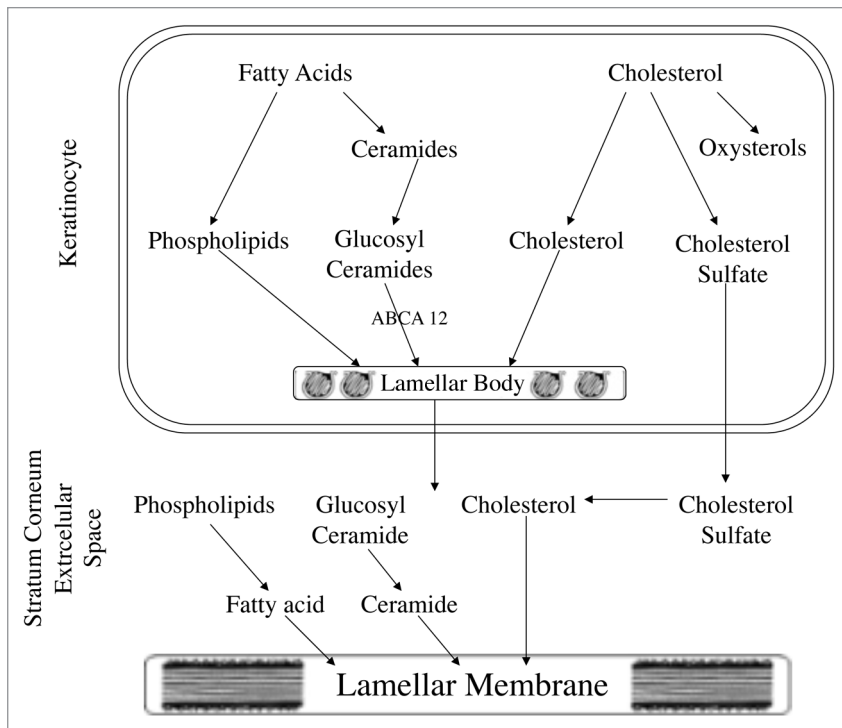 Keratinocyte
Fatty Acids
Cholesterol
Ceramides
Oxysterols
Phospholipids
Glucosyl
Ceramides
Cholesterol
Cholesterol
Sulfate
ABCA 12
Lamellar Body
Stratum Corneum
Extrcelular
Space
Phospholipids
Glucosyl
Ceramide
Cholesterol
Cholesterol
Sulfate
Fatty acid
Ceramide
Lamellar Membrane